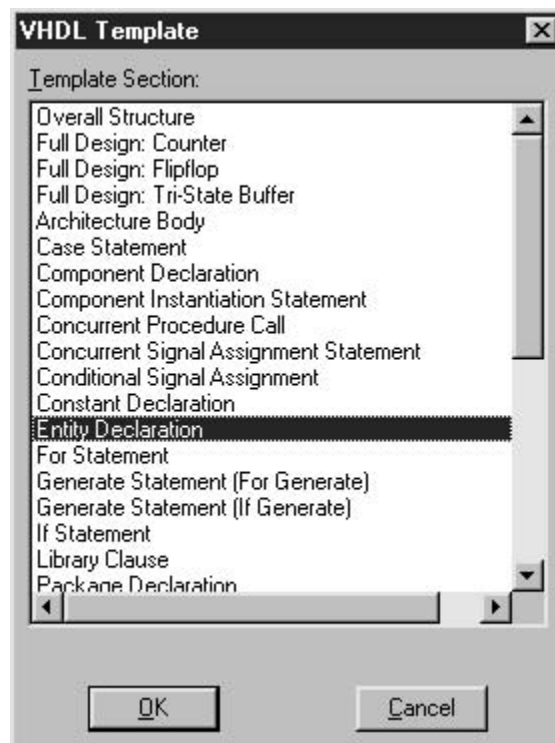 VHDL Template
Template Section:
Overall Structure
Full Design: Counter
Full Design: Flipflop
Full Design: Tri-State Buffer
Architecture Body
Case Statement
Component Declaration
Component Instantiation Statement
Concurrent Procedure Call
Concurrent Signal Assignment Statement
Conditional Signal Assignment
Constant Declaration
Entity Declaration
For Statement
Generate Statement (For Generate)
Generate Statement (If Generate)
If Statement
Library Clause
Package Declaration
OK Cancel